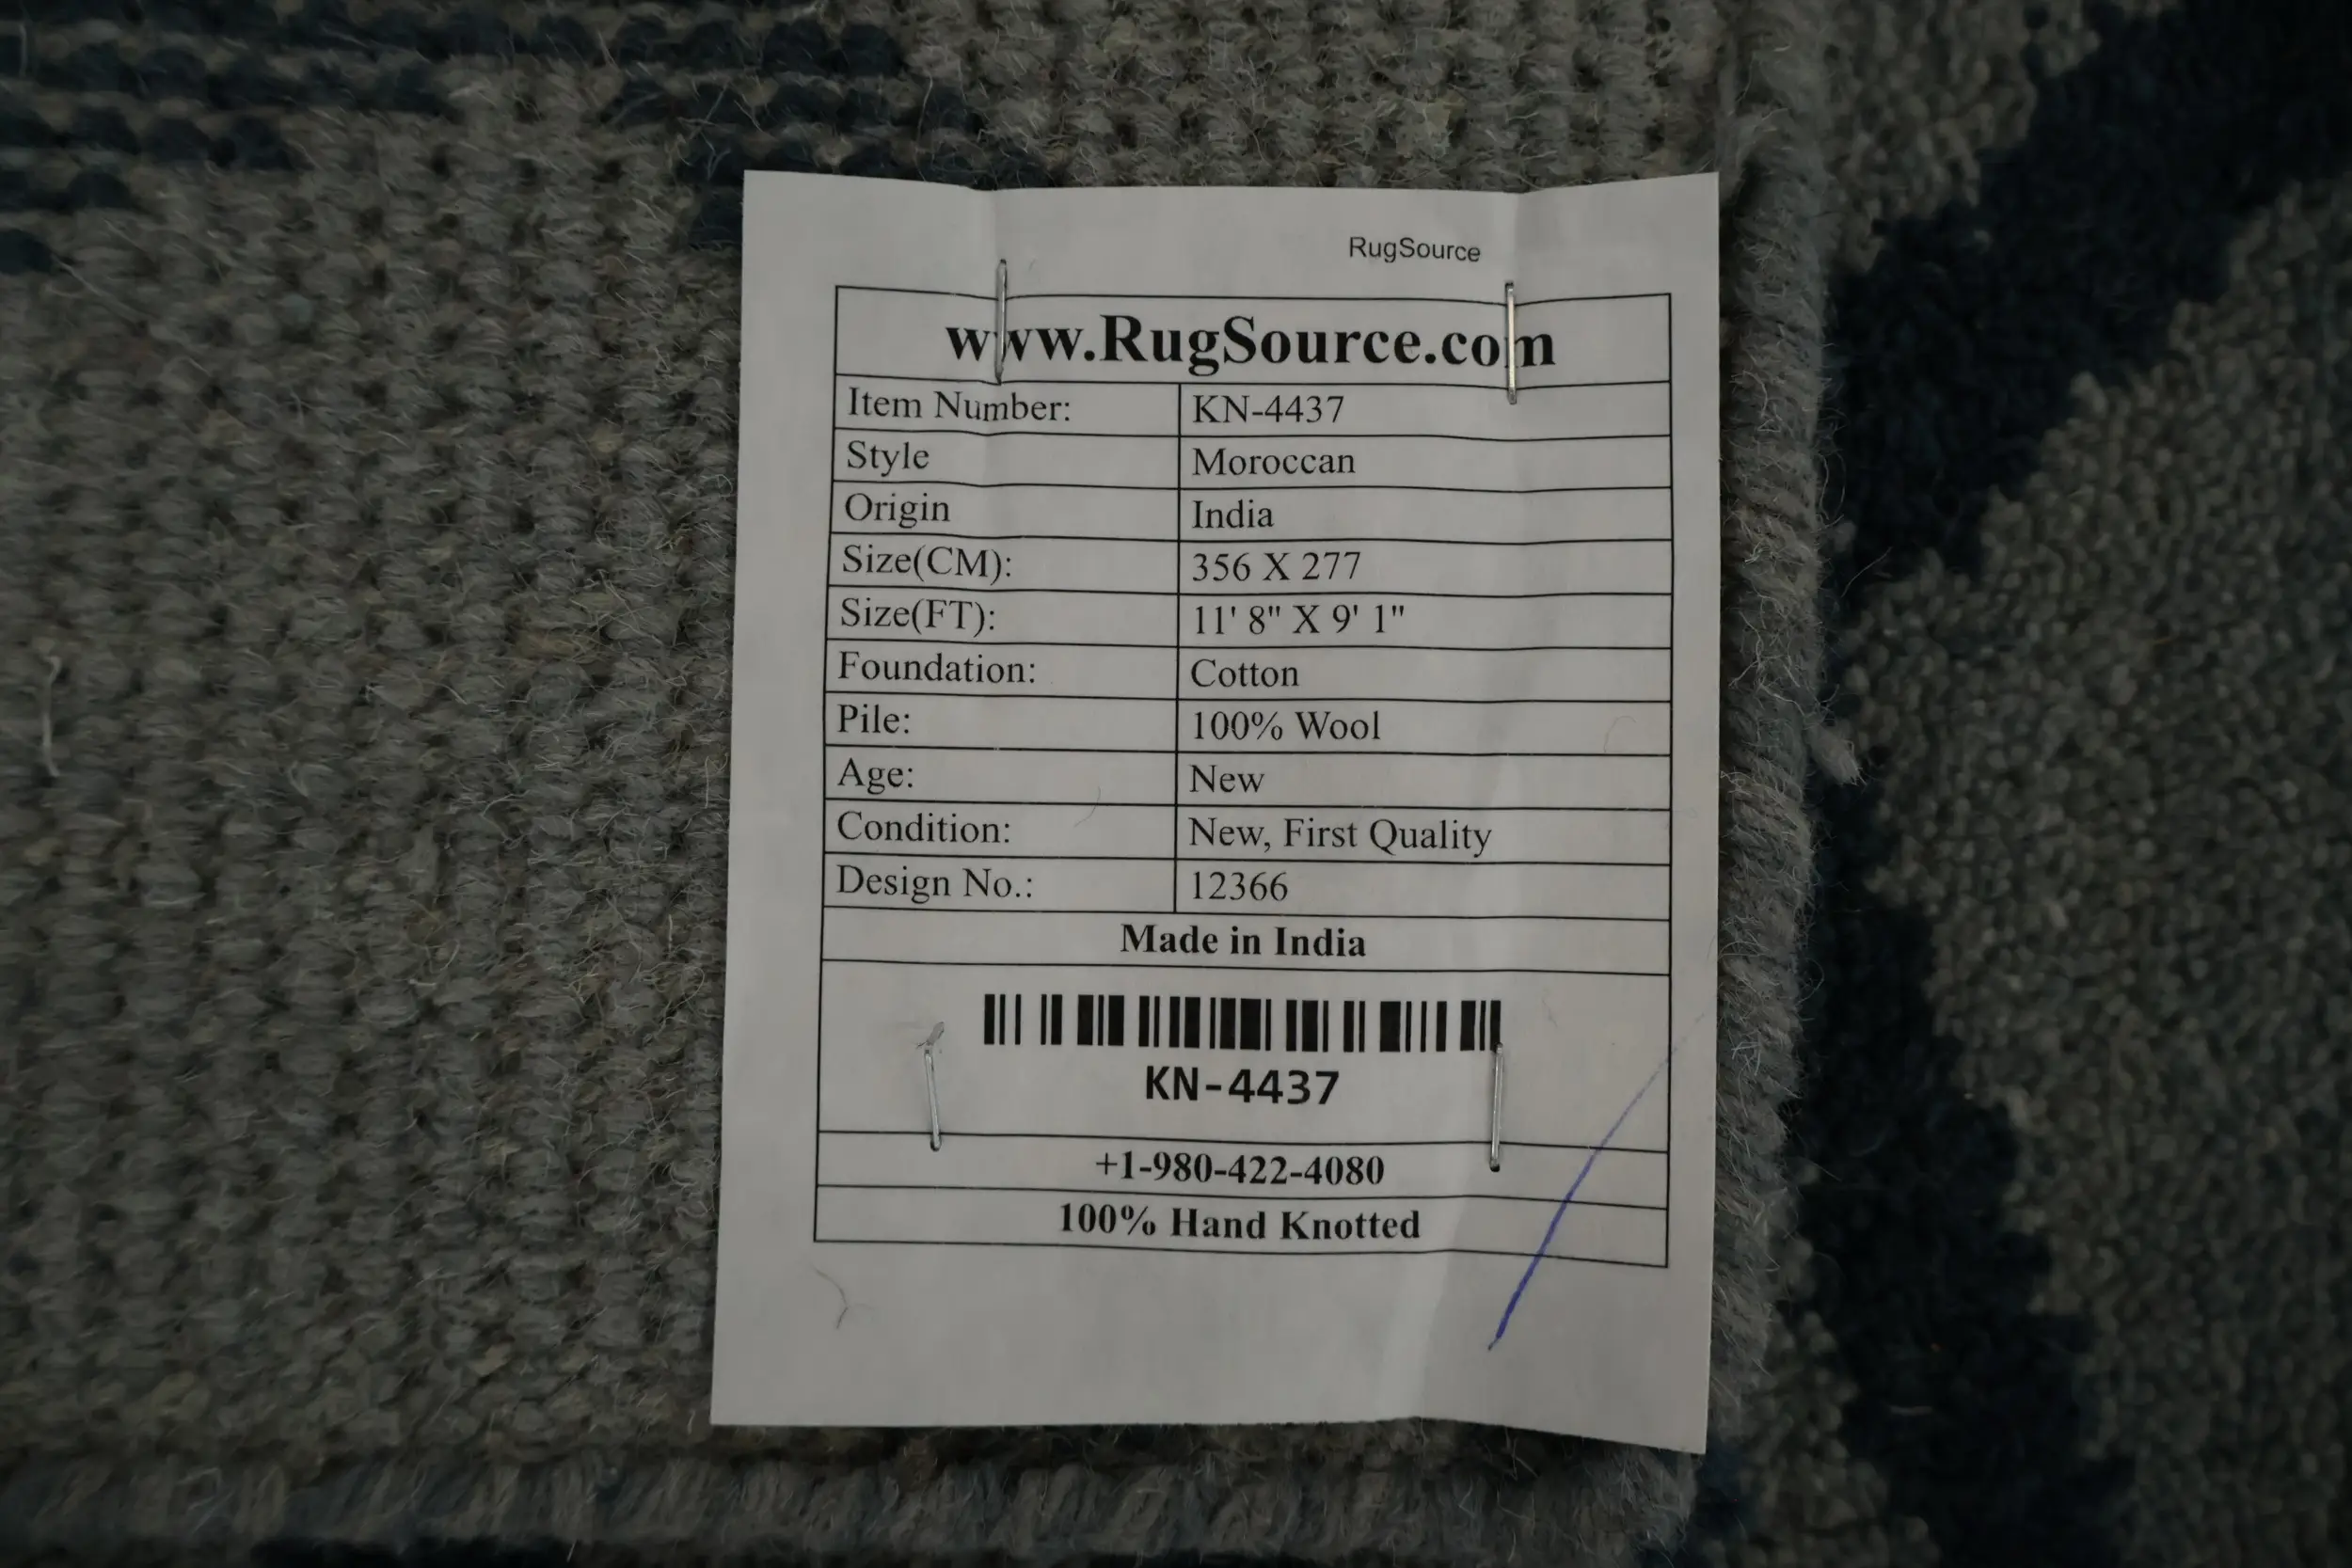 RugSource
www.RugSource.com
Item Number: KN-4437
Style Moroccan
Origin India
Size(CM): 356 X 277
Size(FT): 11' 8" X 9' 1"
Foundation: Cotton
Pile: 100% Wool
Age: New
Condition: New, First Quality
Design No.: 12366
Made in India
KN-4437
+1-980-422-4080
100% Hand Knotted